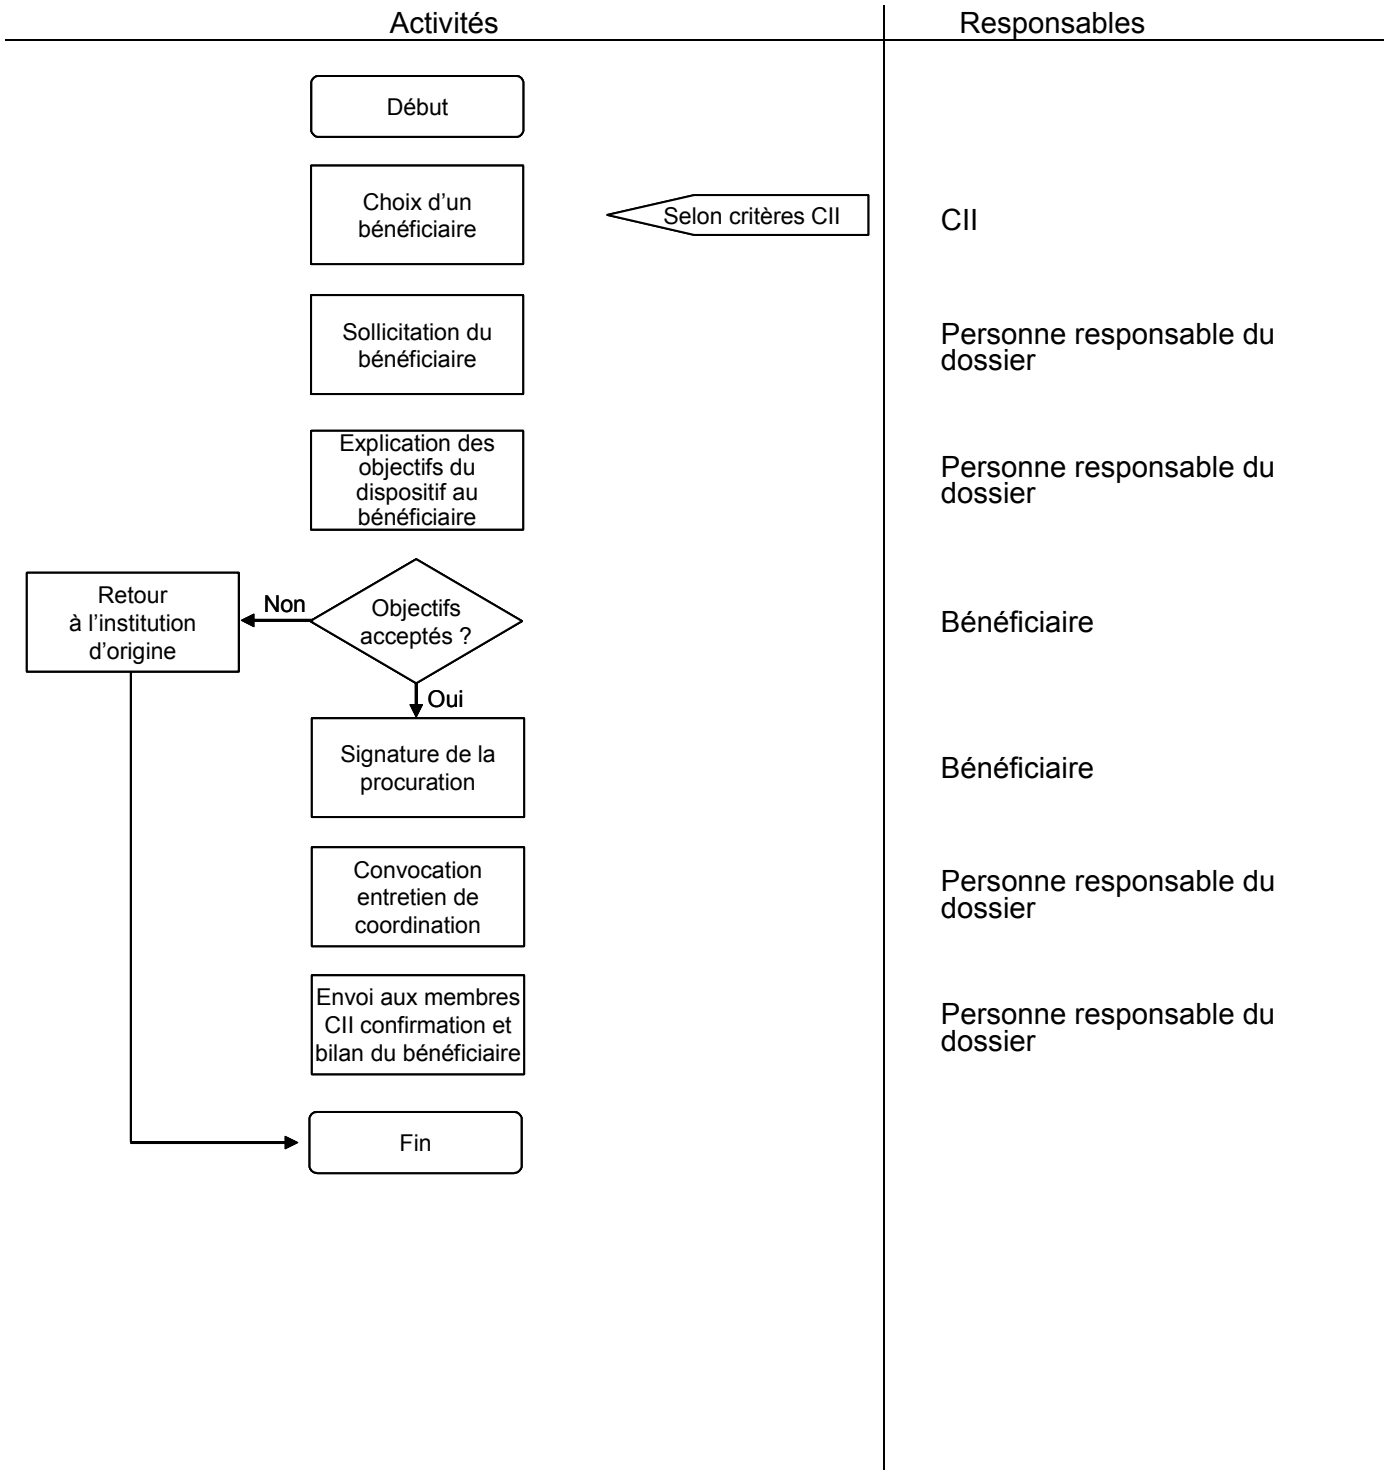 Activités
Responsables
Début
Choix d’un
bénéficiaire
Selon critères CII
CII
Sollicitation du
bénéficiaire
Personne responsable du
dossier
Explication des
objectifs du
dispositif au
bénéficiaire
Personne responsable du
dossier
Retour
à l’institution
d’origine
Non
Objectifs
acceptés ?
Bénéficiaire
Oui
Signature de la
procuration
Bénéficiaire
Convocation
entretien de
coordination
Personne responsable du
dossier
Envoi aux membres
CII confirmation et
bilan du bénéficiaire
Personne responsable du
dossier
Fin